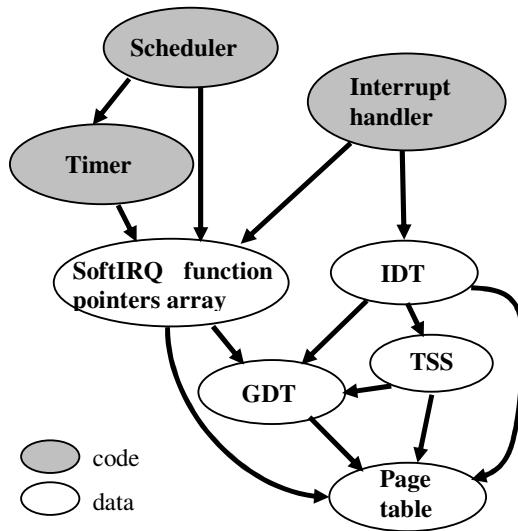 Scheduler
Interrupt
handler
Timer
SoftIRQ function
pointers array
IDT
TSS
GDT
code
Page
table
data